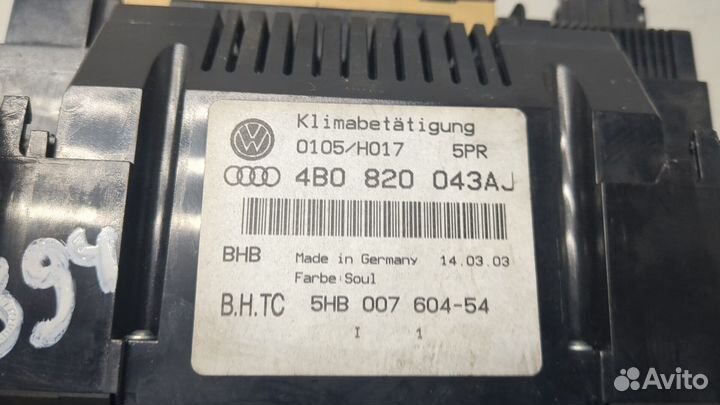 Klimabetätigung
0105/H017 5PR
4B0 820 043AJ
BHB Made in Germany 14.03.03
Farbe:Soul
B.H.TC 5HB 007 604-54
I 1
394
Avito